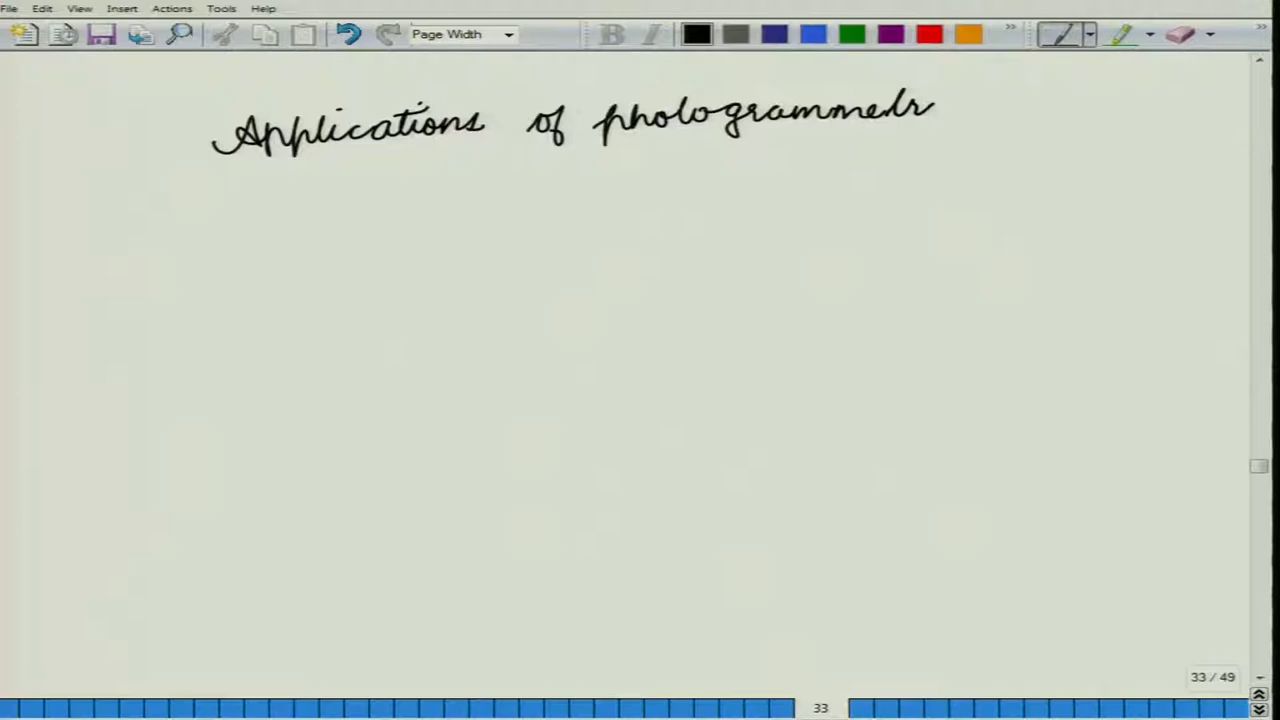 File Edit View Insert Actions Tools Help
Page Width B I
Applications of photogrammetr
33 / 49
33